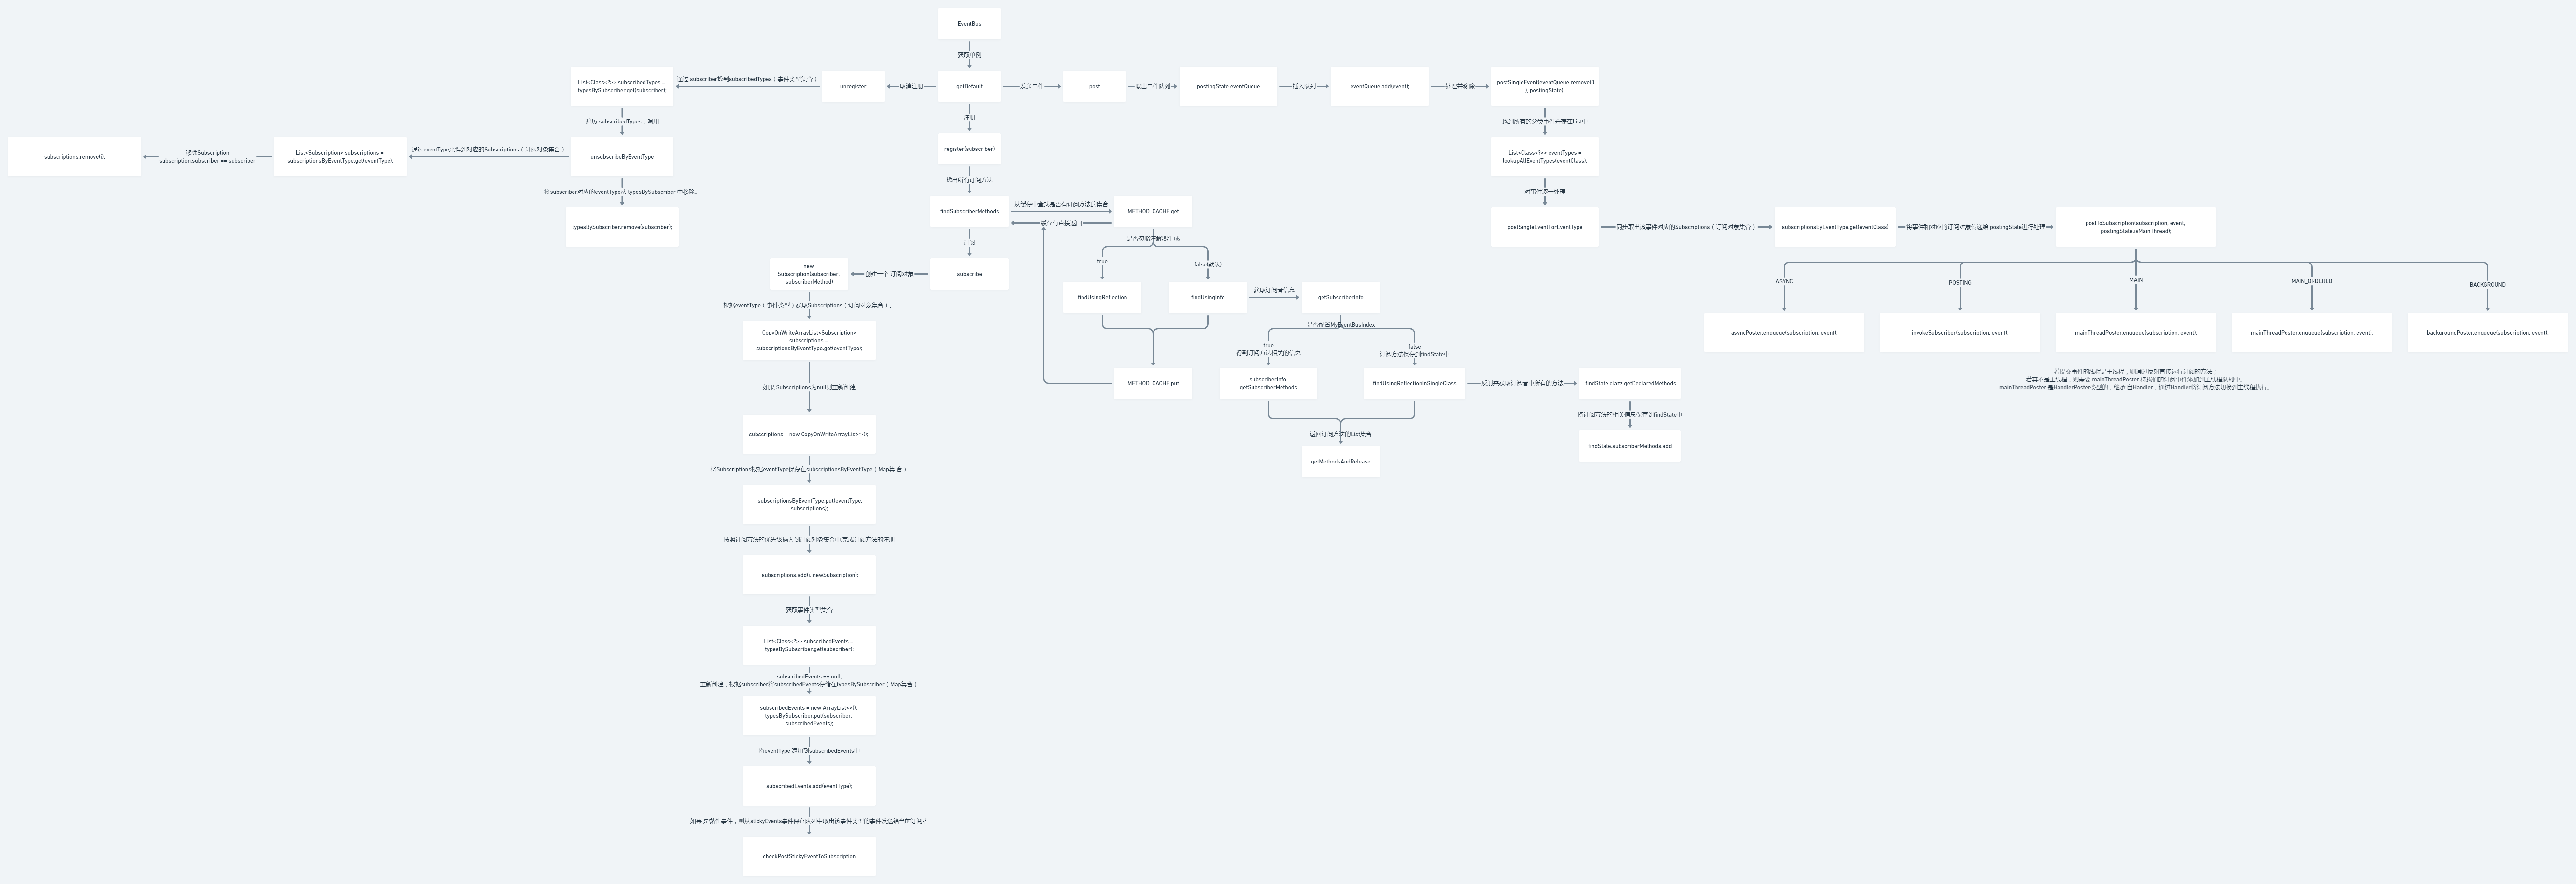 EventBus
获取单例
List<Class<?>> subscribedTypes =
typesBySubscriber.get(subscriber);
通过 subscriber找到subscribedTypes（事件类型集合）
unregister
取消注册
getDefault
发送事件
post
取出事件队列
postingState.eventQueue
插入队列
eventQueue.add(event);
处理并移除
postSingleEvent(eventQueue.remove(0
), postingState);
遍历 subscribedTypes，调用
注册
找到所有的父类事件并存在List中
subscriptions.remove(i);
移除Subscription
subscription.subscriber == subscriber
List<Subscription> subscriptions =
subscriptionsByEventType.get(eventType);
通过eventType来得到对应的Subscriptions（订阅对象集合）
unsubscribeByEventType
register(subscriber)
List<Class<?>> eventTypes =
lookupAllEventTypes(eventClass);
将subscriber对应的eventType从 typesBySubscriber 中移除。
找出所有订阅方法
对事件逐一处理
typesBySubscriber.remove(subscriber);
findSubscriberMethods
从缓存中查找是否有订阅方法的集合
缓存有直接返回
METHOD_CACHE.get
postSingleEventForEventType
同步取出该事件对应的Subscriptions（订阅对象集合）
subscriptionsByEventType.get(eventClass)
将事件和对应的订阅对象传递给 postingState进行处理
postToSubscription(subscription, event,
postingState.isMainThread);
订阅
是否忽略注解器生成
true
false(默认)
new
Subscription(subscriber,
subscriberMethod)
创建一个 订阅对象
subscribe
ASYNC
POSTING
MAIN
MAIN_ORDERED
BACKGROUND
根据eventType（事件类型）获取Subscriptions（订阅对象集合）。
findUsingReflection
findUsingInfo
获取订阅者信息
getSubscriberInfo
CopyOnWriteArrayList<Subscription>
subscriptions =
subscriptionsByEventType.get(eventType);
是否配置MyEventBusIndex
asyncPoster.enqueue(subscription, event);
invokeSubscriber(subscription, event);
mainThreadPoster.enqueue(subscription, event);
mainThreadPoster.enqueue(subscription, event);
backgroundPoster.enqueue(subscription, event);
true
得到订阅方法相关的信息
false
订阅方法保存到findState中
如果 Subscriptions为null则重新创建
METHOD_CACHE.put
subscriberInfo.
getSubscriberMethods
findUsingReflectionInSingleClass
反射来获取订阅者中所有的方法
findState.clazz.getDeclaredMethods
若提交事件的线程是主线程，则通过反射直接运行订阅的方法；
若其不是主线程，则需要 mainThreadPoster 将我们的订阅事件添加到主线程队列中。
mainThreadPoster 是HandlerPoster类型的，继承 自Handler，通过Handler将订阅方法切换到主线程执行。
将订阅方法的相关信息保存到findState中
subscriptions = new CopyOnWriteArrayList<>();
返回订阅方法的List集合
findState.subscriberMethods.add
getMethodsAndRelease
将Subscriptions根据eventType保存在subscriptionsByEventType（Map集 合）
subscriptionsByEventType.put(eventType,
subscriptions);
按照订阅方法的优先级插入到订阅对象集合中,完成订阅方法的注册
subscriptions.add(i, newSubscription);
获取事件类型集合
List<Class<?>> subscribedEvents =
typesBySubscriber.get(subscriber);
subscribedEvents == null,
重新创建，根据subscriber将subscribedEvents存储在typesBySubscriber（Map集合）
subscribedEvents = new ArrayList<>();
typesBySubscriber.put(subscriber,
subscribedEvents);
将eventType 添加到subscribedEvents中
subscribedEvents.add(eventType);
如果 是黏性事件，则从stickyEvents事件保存队列中取出该事件类型的事件发送给当前订阅者
checkPostStickyEventToSubscription